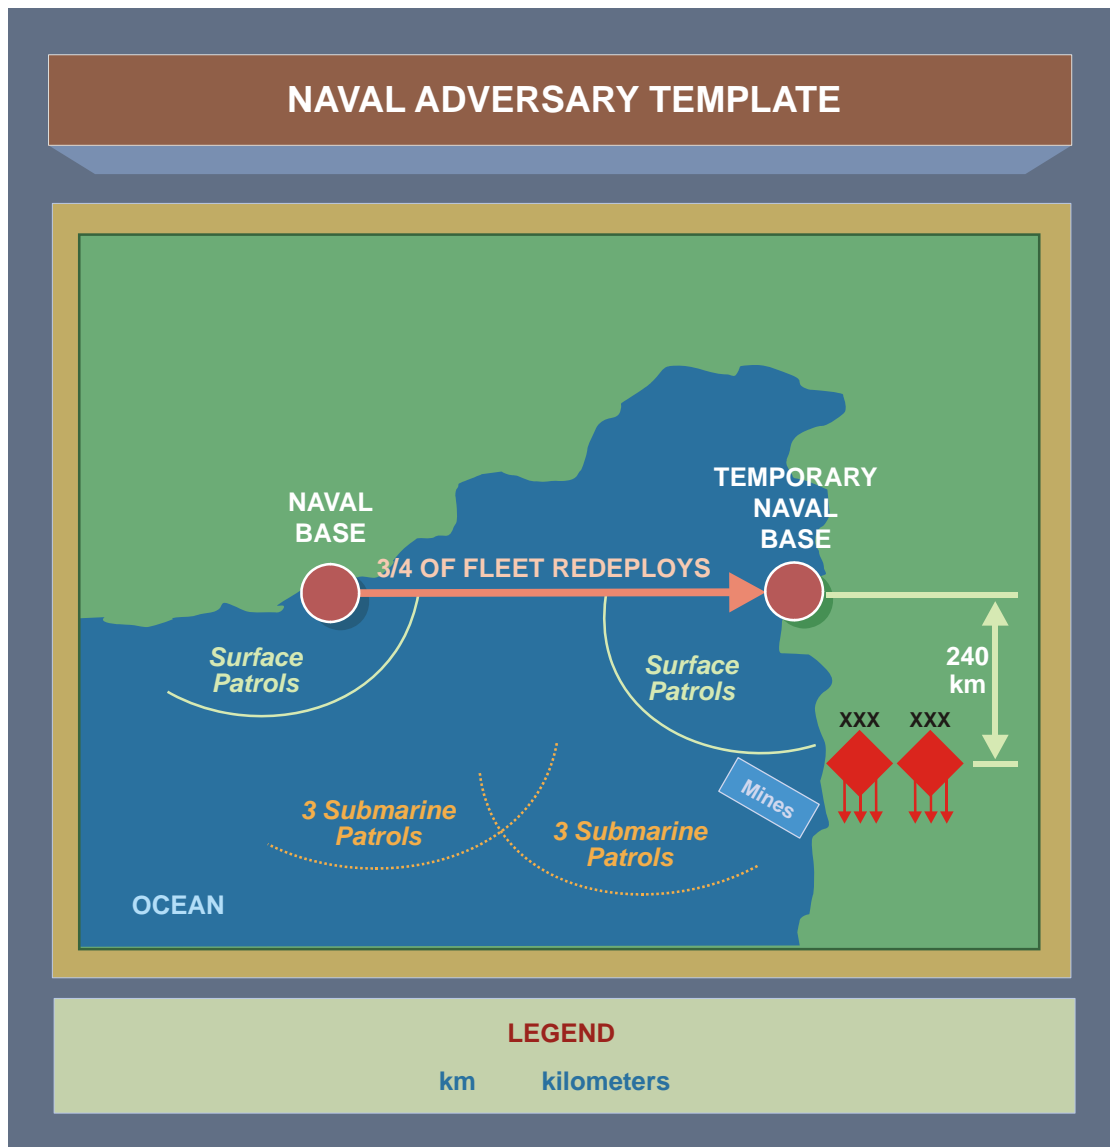 NAVAL ADVERSARY TEMPLATE
NAVAL
BASE
TEMPORARY
NAVAL
BASE
3/4 OF FLEET REDEPLOYS
Surface
Patrols
Surface
Patrols
240
km
XXX XXX
Mines
3 Submarine
Patrols
3 Submarine
Patrols
OCEAN
LEGEND
km kilometers